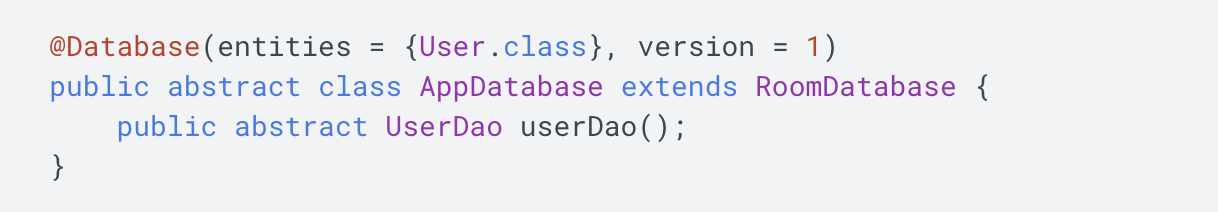 @Database(entities = {User.class}, version = 1)
public abstract class AppDatabase extends RoomDatabase {
    public abstract UserDao userDao();
}